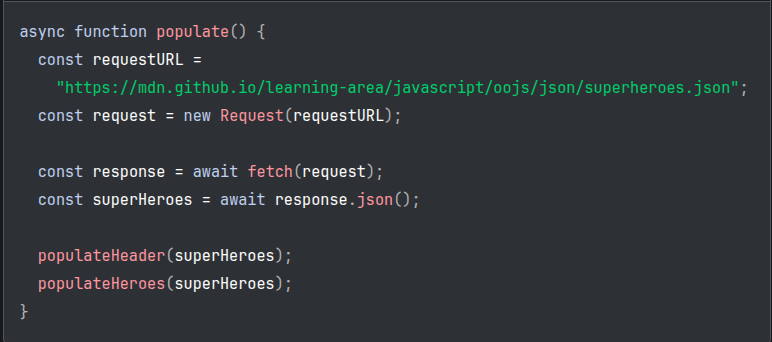 async function populate() {
  const requestURL =
    "https://mdn.github.io/learning-area/javascript/oojs/json/superheroes.json";
  const request = new Request(requestURL);

  const response = await fetch(request);
  const superHeroes = await response.json();

  populateHeader(superHeroes);
  populateHeroes(superHeroes);
}